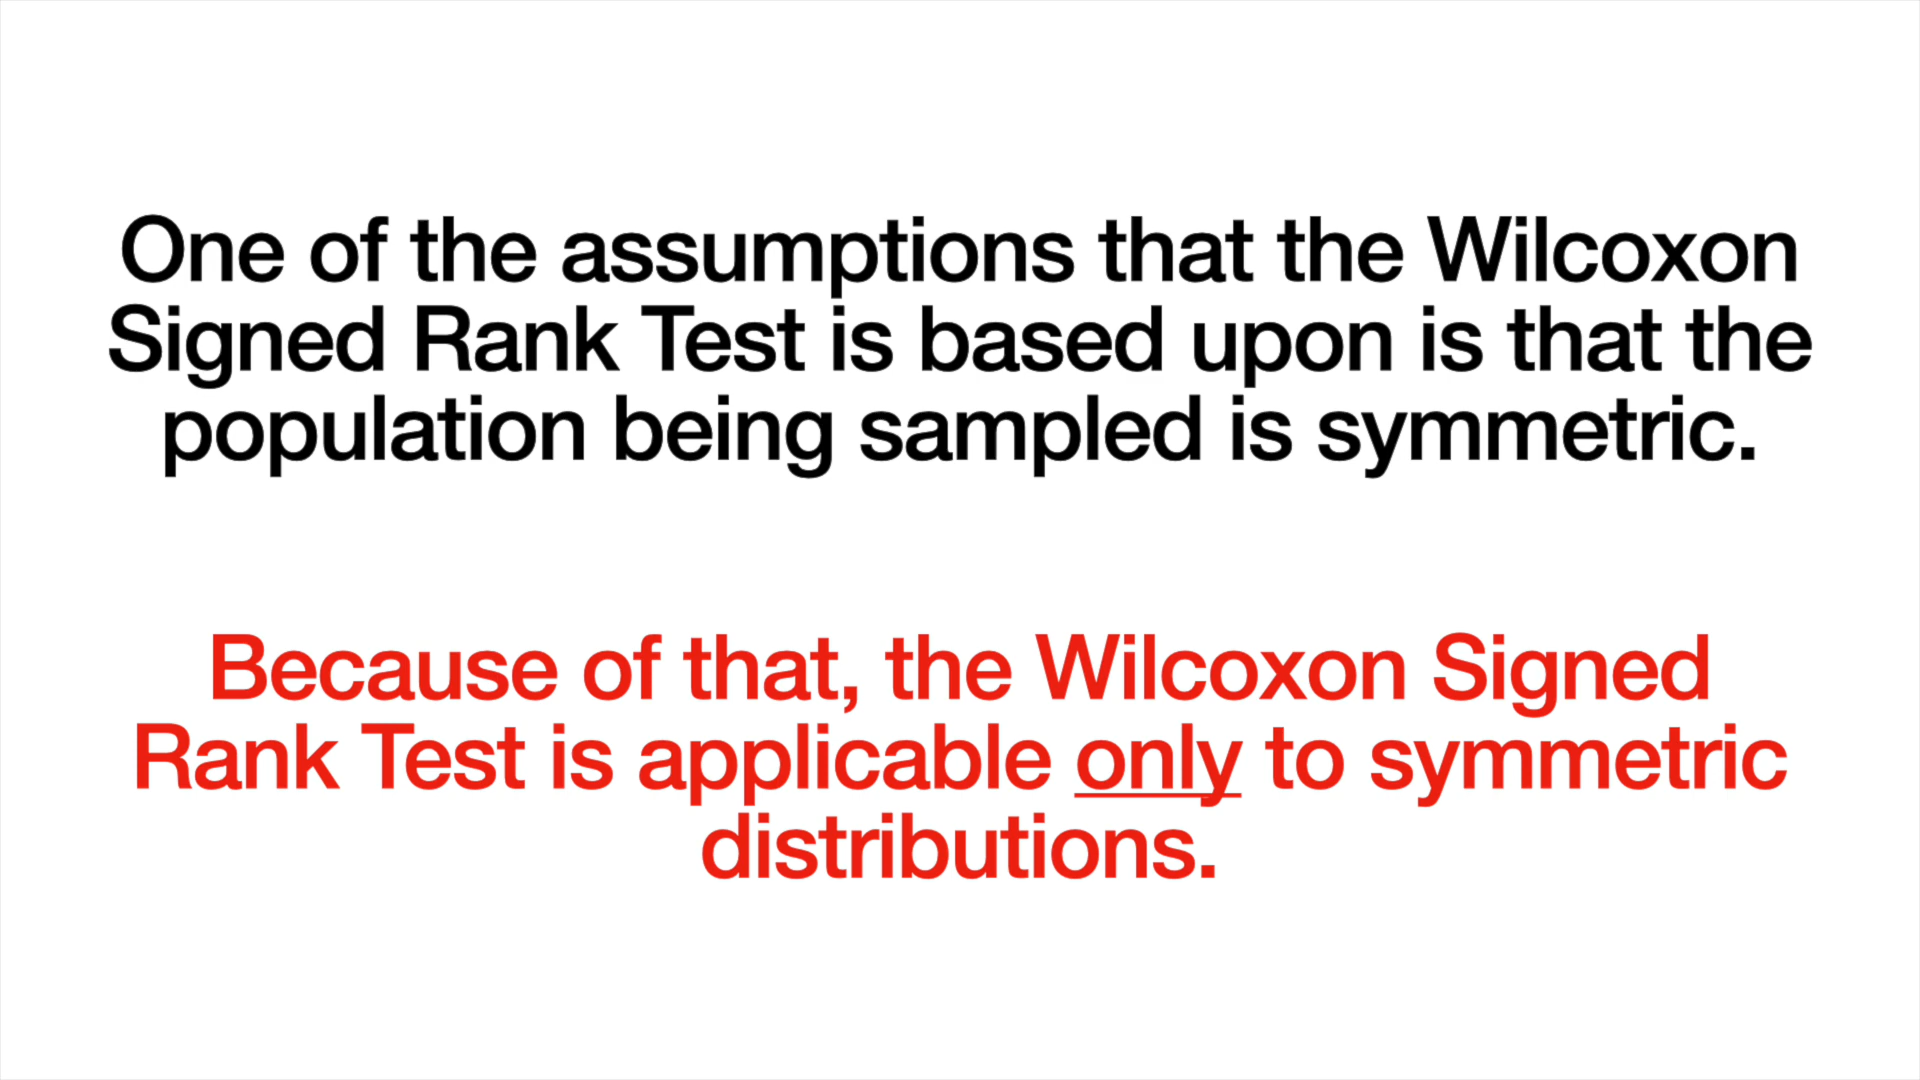 One of the assumptions that the Wilcoxon
Signed Rank Test is based upon is that the
population being sampled is symmetric.
Because of that, the Wilcoxon Signed
Rank Test is applicable only to symmetric
distributions.